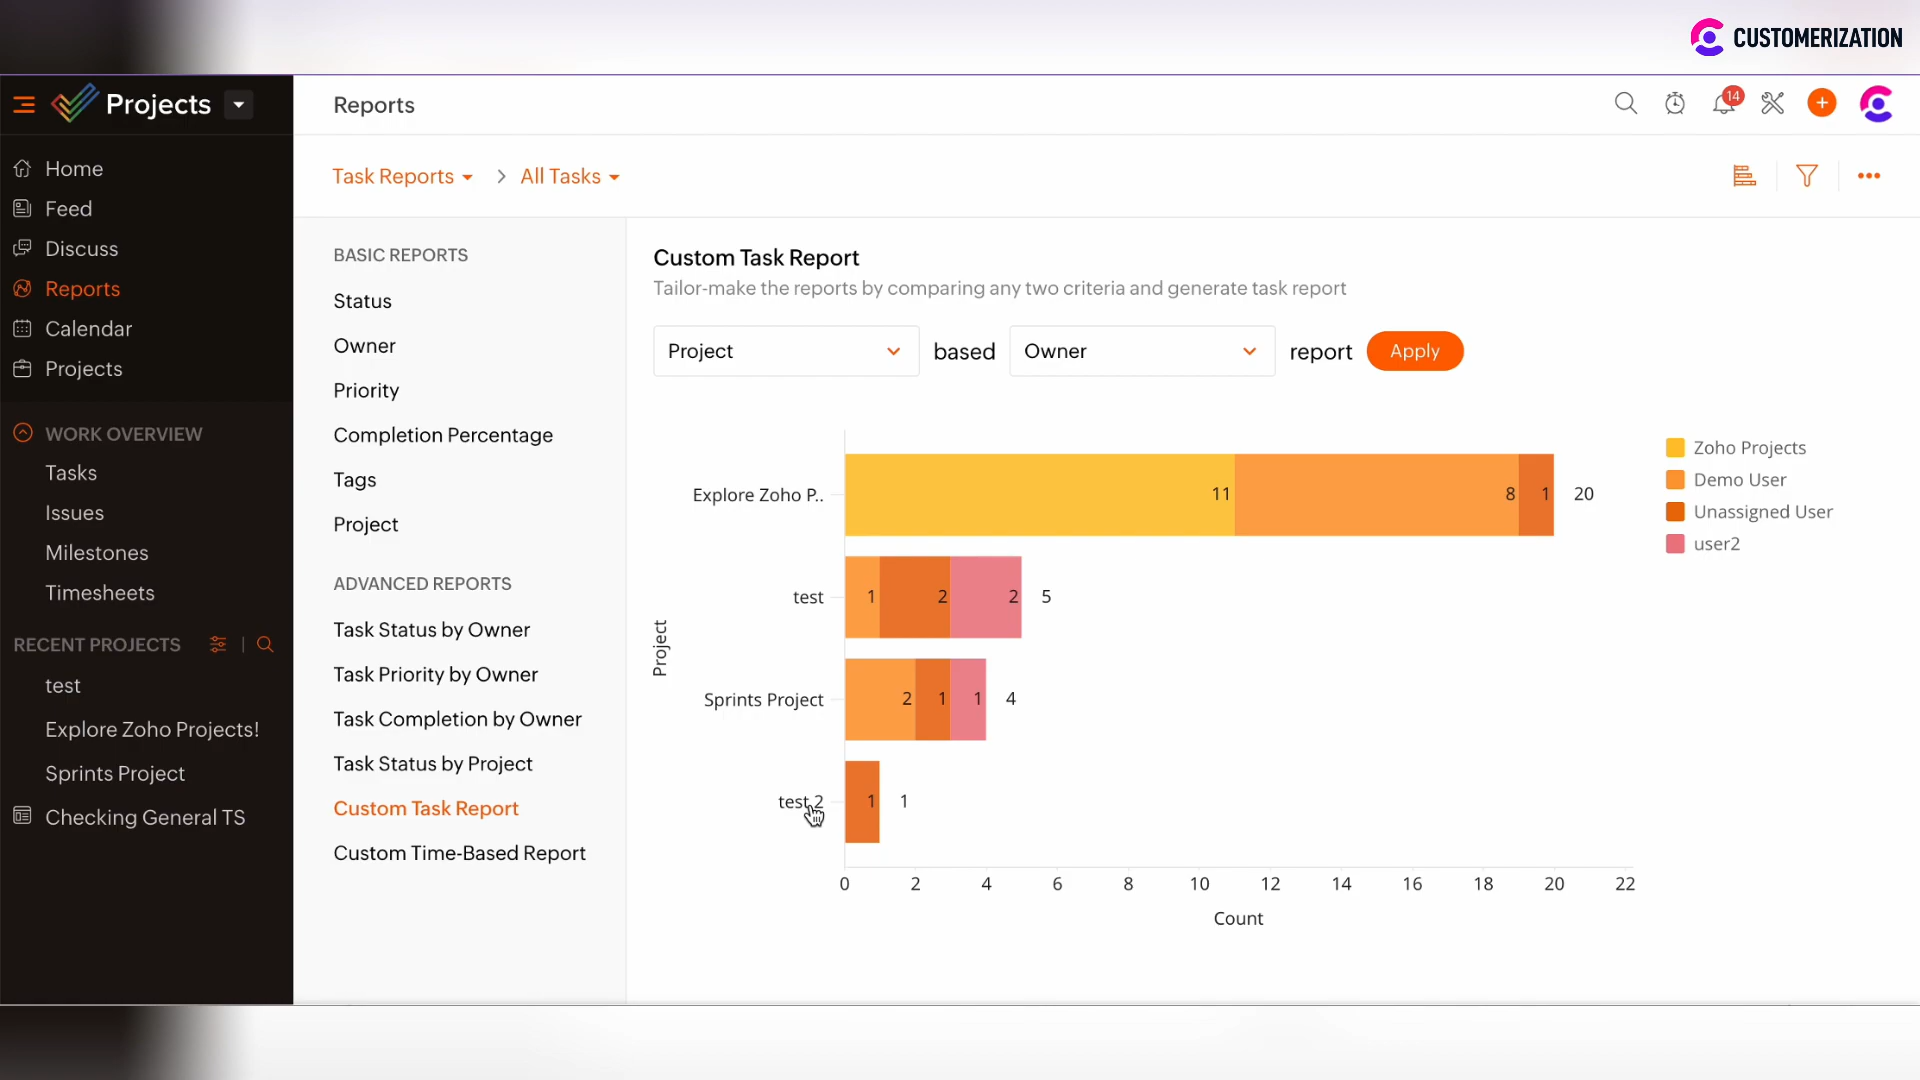 CUSTOMERIZATION
Projects
Reports
14
Home
Feed
Discuss
Reports
Calendar
Projects
WORK OVERVIEW
Tasks
Issues
Milestones
Timesheets
RECENT PROJECTS
test
Explore Zoho Projects!
Sprints Project
Checking General TS
Task Reports > All Tasks
BASIC REPORTS
Status
Owner
Priority
Completion Percentage
Tags
Project
ADVANCED REPORTS
Task Status by Owner
Task Priority by Owner
Task Completion by Owner
Task Status by Project
Custom Task Report
Custom Time-Based Report
Custom Task Report
Tailor-make the reports by comparing any two criteria and generate task report
Project based Owner report Apply
Explore Zoho P.. 11 8 1 20
test 1 2 2 5
Sprints Project 2 1 1 4
test 2 1 1
Project
0 2 4 6 8 10 12 14 16 18 20 22
Count
Zoho Projects
Demo User
Unassigned User
user2